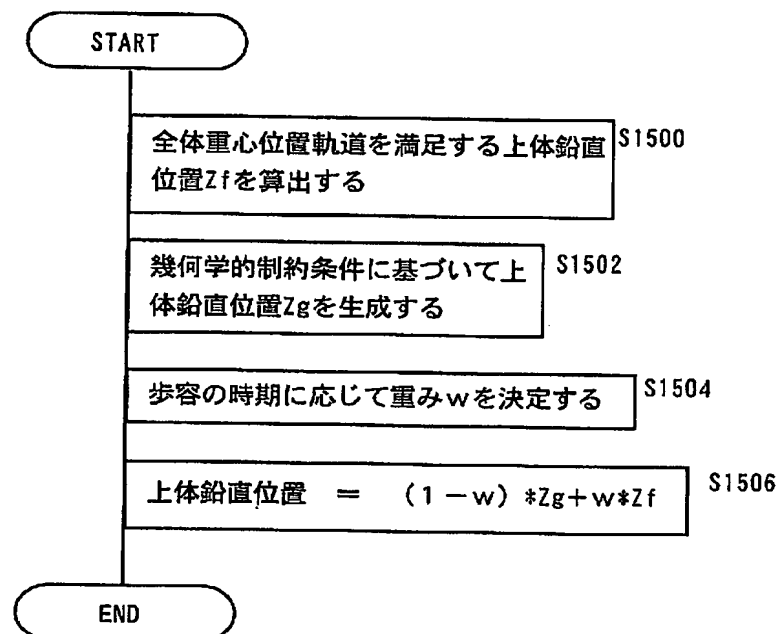 START
全体重心位置軌道を満足する上体鉛直
位置Zfを算出する
S1500
幾何学的制約条件に基づいて上
体鉛直位置Zgを生成する
S1502
歩容の時期に応じて重みwを決定する
S1504
上体鉛直位置 = (1-w)*Zg+w*Zf
S1506
END